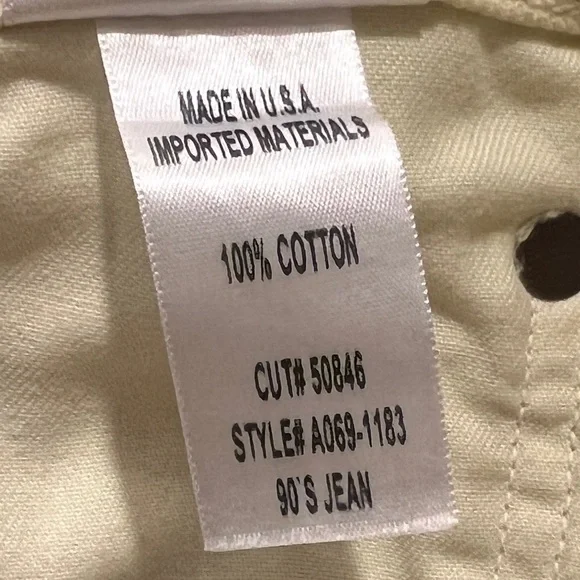 MADE IN U.S.A.
IMPORTED MATERIALS
100% COTTON
CUT# 50846
STYLE# A069-1183
90`S JEAN